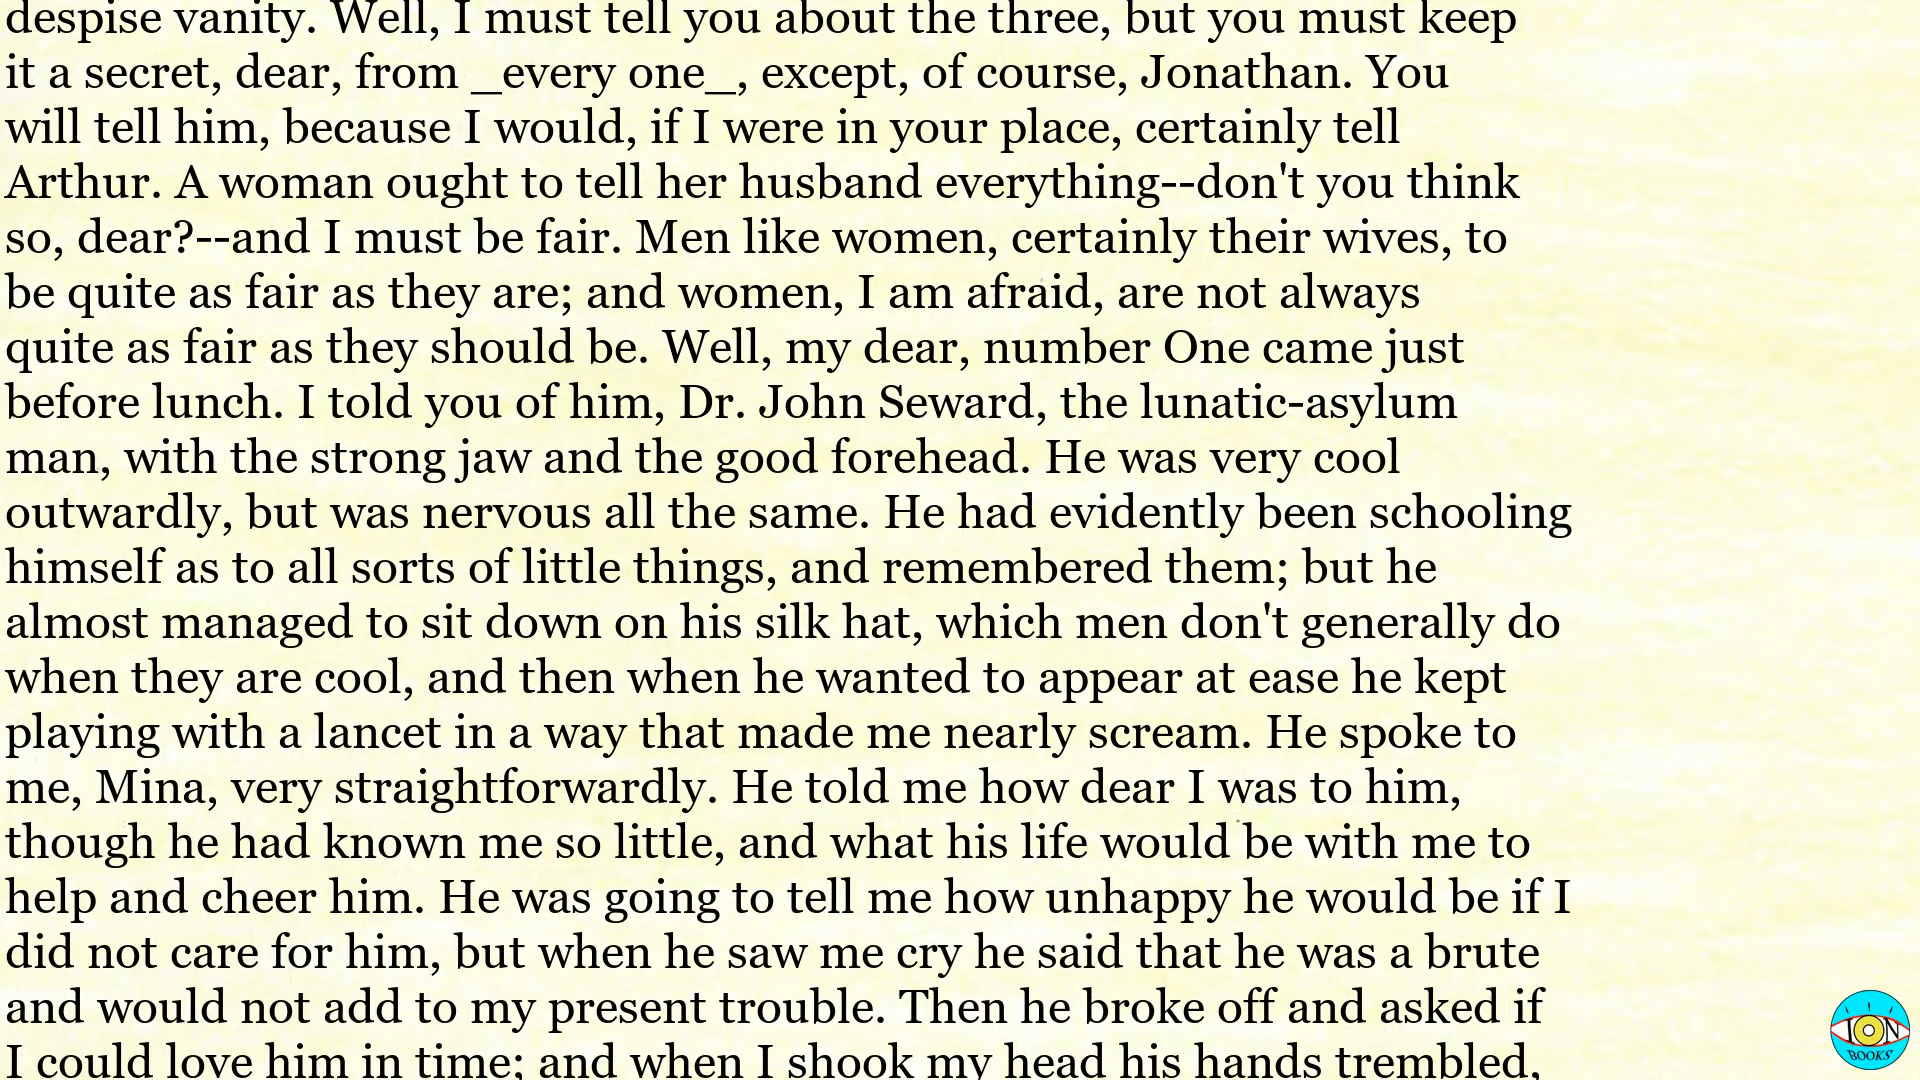 despise vanity. Well, I must tell you about the three, but you must keep
it a secret, dear, from _every one_, except, of course, Jonathan. You
will tell him, because I would, if I were in your place, certainly tell
Arthur. A woman ought to tell her husband everything--don't you think
so, dear?--and I must be fair. Men like women, certainly their wives, to
be quite as fair as they are; and women, I am afraid, are not always
quite as fair as they should be. Well, my dear, number One came just
before lunch. I told you of him, Dr. John Seward, the lunatic-asylum
man, with the strong jaw and the good forehead. He was very cool
outwardly, but was nervous all the same. He had evidently been schooling
himself as to all sorts of little things, and remembered them; but he
almost managed to sit down on his silk hat, which men don't generally do
when they are cool, and then when he wanted to appear at ease he kept
playing with a lancet in a way that made me nearly scream. He spoke to
me, Mina, very straightforwardly. He told me how dear I was to him,
though he had known me so little, and what his life would be with me to
help and cheer him. He was going to tell me how unhappy he would be if I
did not care for him, but when he saw me cry he said that he was a brute
and would not add to my present trouble. Then he broke off and asked if
I could love him in time; and when I shook my head his hands trembled,
ION
BOOKS